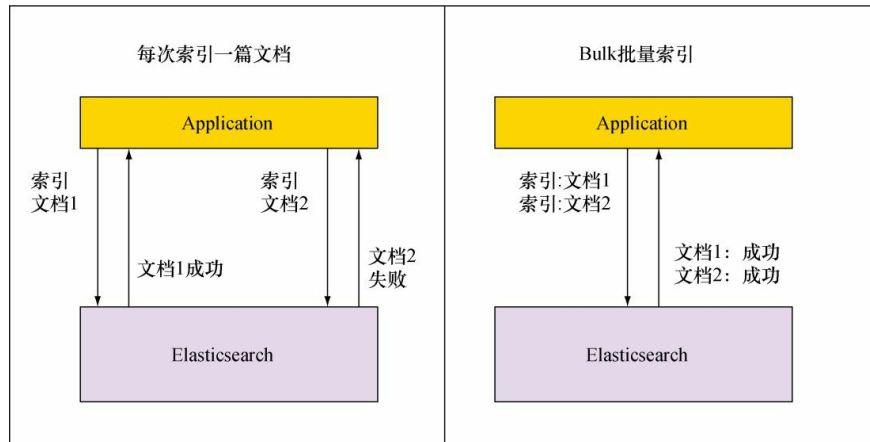 每次索引一篇文档
Application
索引
文档1
文档1成功
索引
文档2
文档2
失败
Elasticsearch
Bulk批量索引
Application
索引:文档1
索引:文档2
文档1：成功
文档2：成功
Elasticsearch